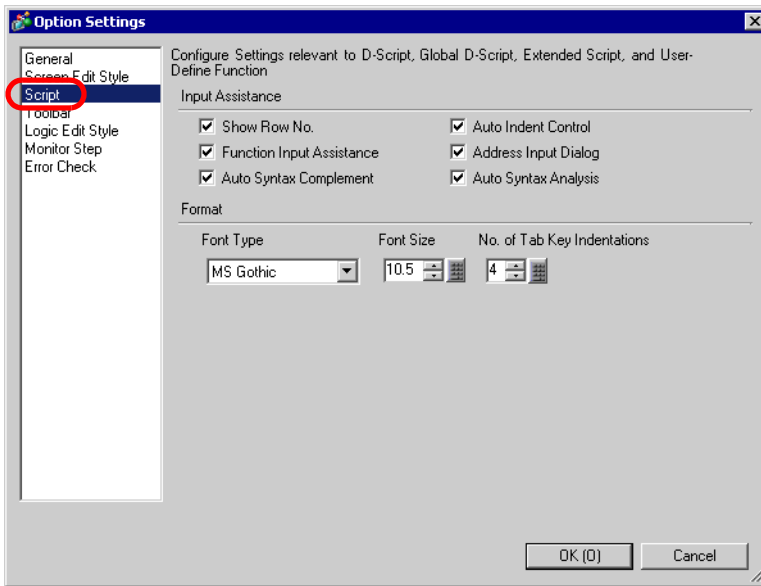 Option Settings
General
Screen Edit Style
Script
Toolbar
Logic Edit Style
Monitor Step
Error Check
Configure Settings relevant to D-Script, Global D-Script, Extended Script, and User-
Define Function
Input Assistance
Show Row No.
Auto Indent Control
Function Input Assistance
Address Input Dialog
Auto Syntax Complement
Auto Syntax Analysis
Format
Font Type
Font Size
No. of Tab Key Indentations
MS Gothic
10.5
4
OK (O)
Cancel